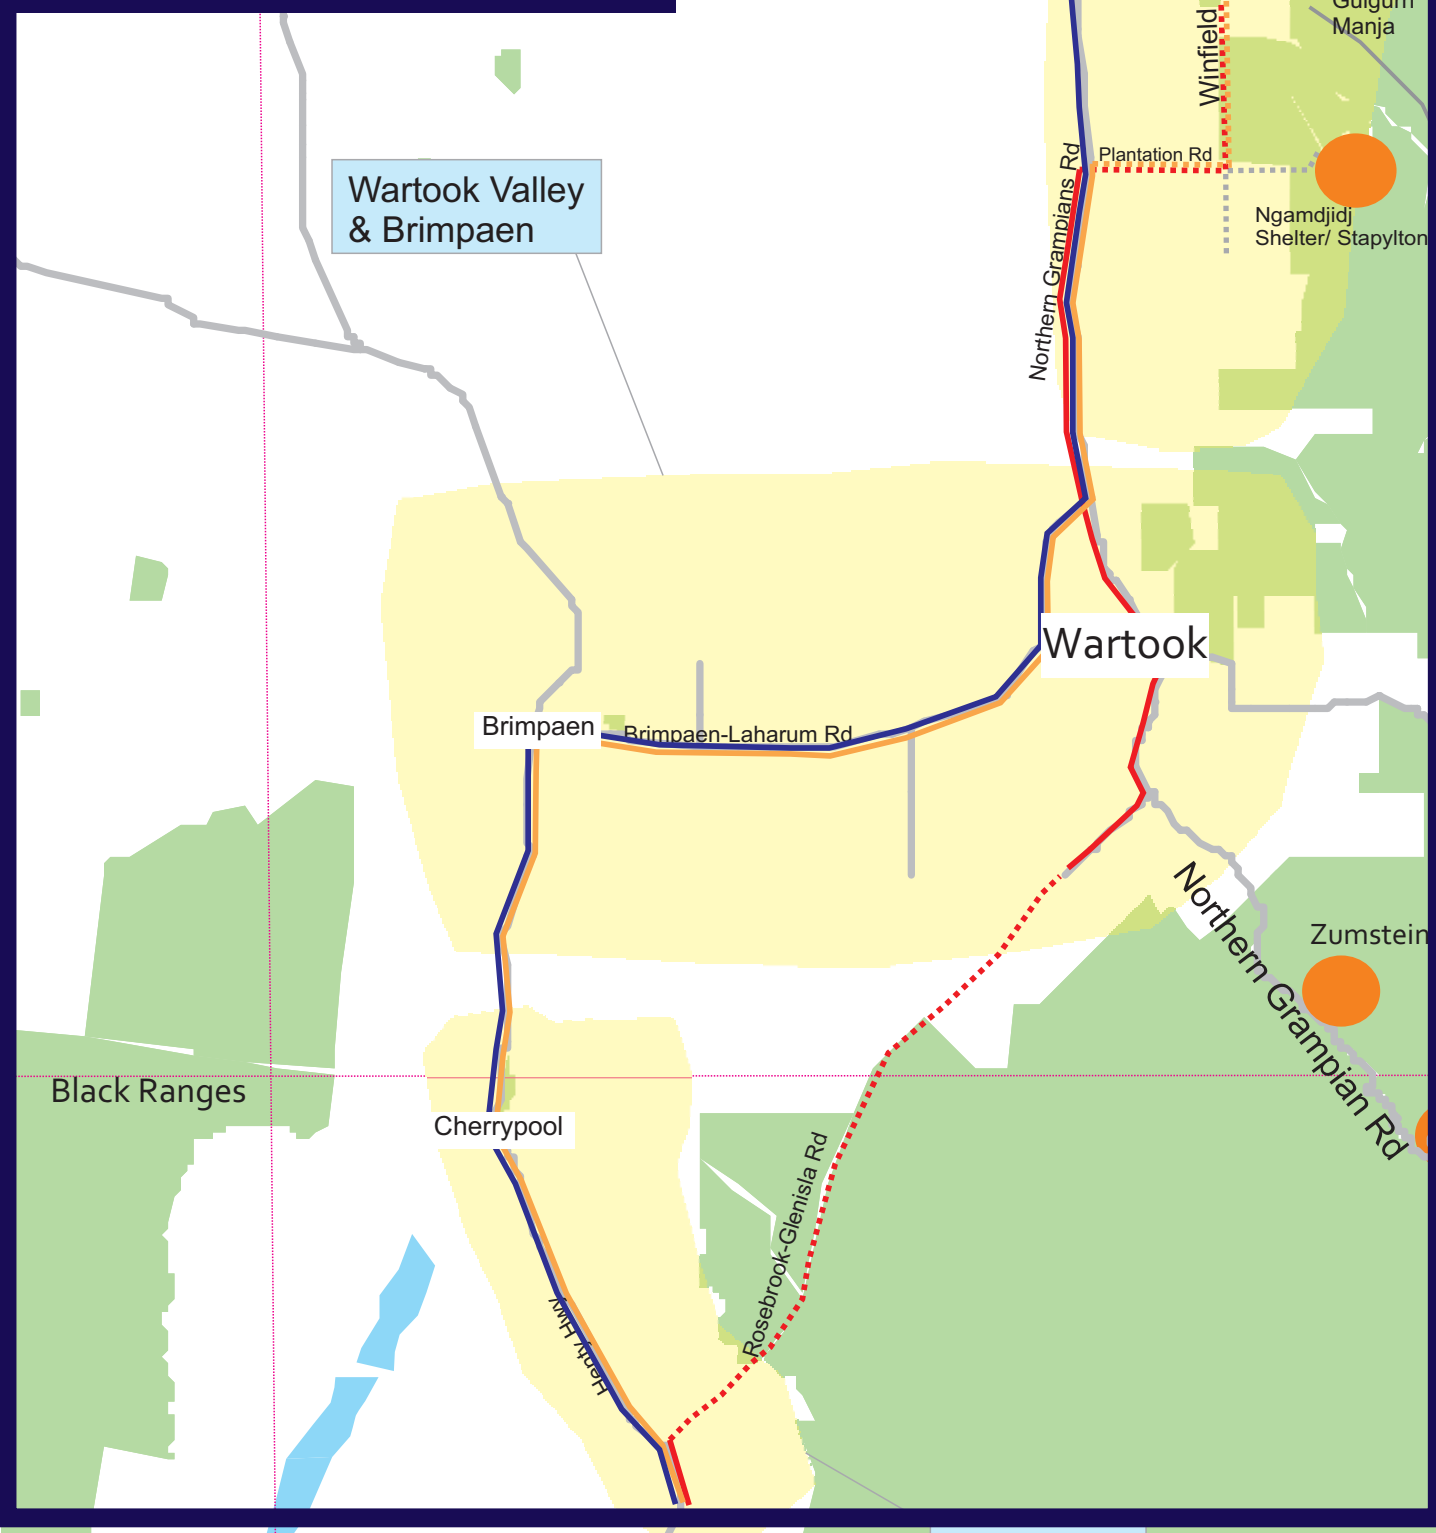 Manja
Winfield
Plantation Rd
Northern Grampians Rd
Wartook Valley
& Brimpaen
Ngamdjidj
Shelter/ Stapylton
Wartook
Brimpaen
Brimpaen-Laharum Rd
Northern Grampian Rd
Zumstein
Black Ranges
Cherrypool
Rosebrook-Glenisla Rd
Henty Hwy